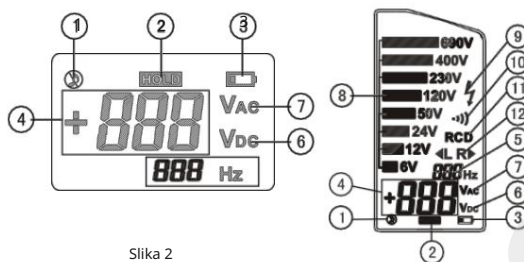 1 2 3
HOLD
4 + 888 VAC 7
VDC 6
888 Hz
Slika 2
690V 9
400V
230V 10
8 120V
50V 11
24V RCD
12V ◀L R▶ 12
6V 888 Hz 5
4 + 888 VAC 7
VDC 6
1 2 3